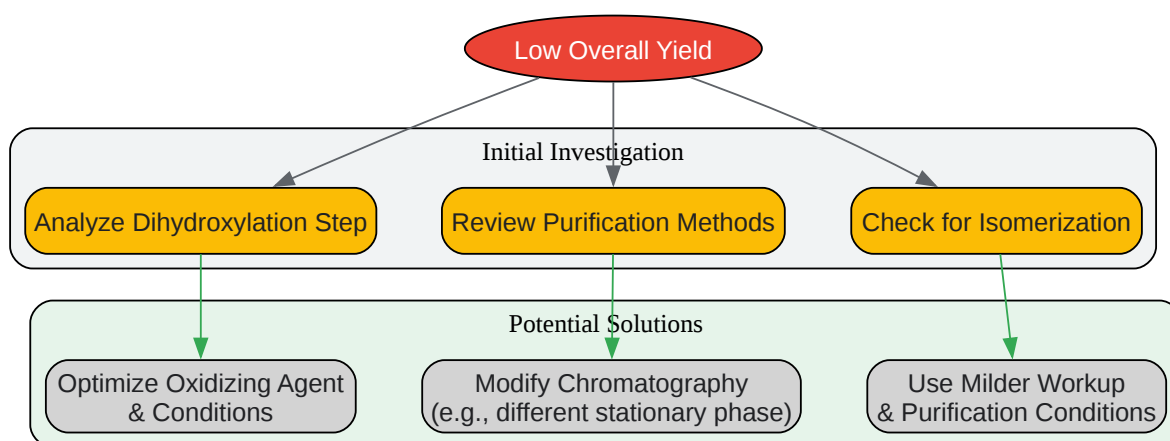 Low Overall Yield
Initial Investigation
Analyze Dihydroxylation Step
Review Purification Methods
Check for Isomerization
Potential Solutions
Optimize Oxidizing Agent
& Conditions
Modify Chromatography
(e.g., different stationary phase)
Use Milder Workup
& Purification Conditions